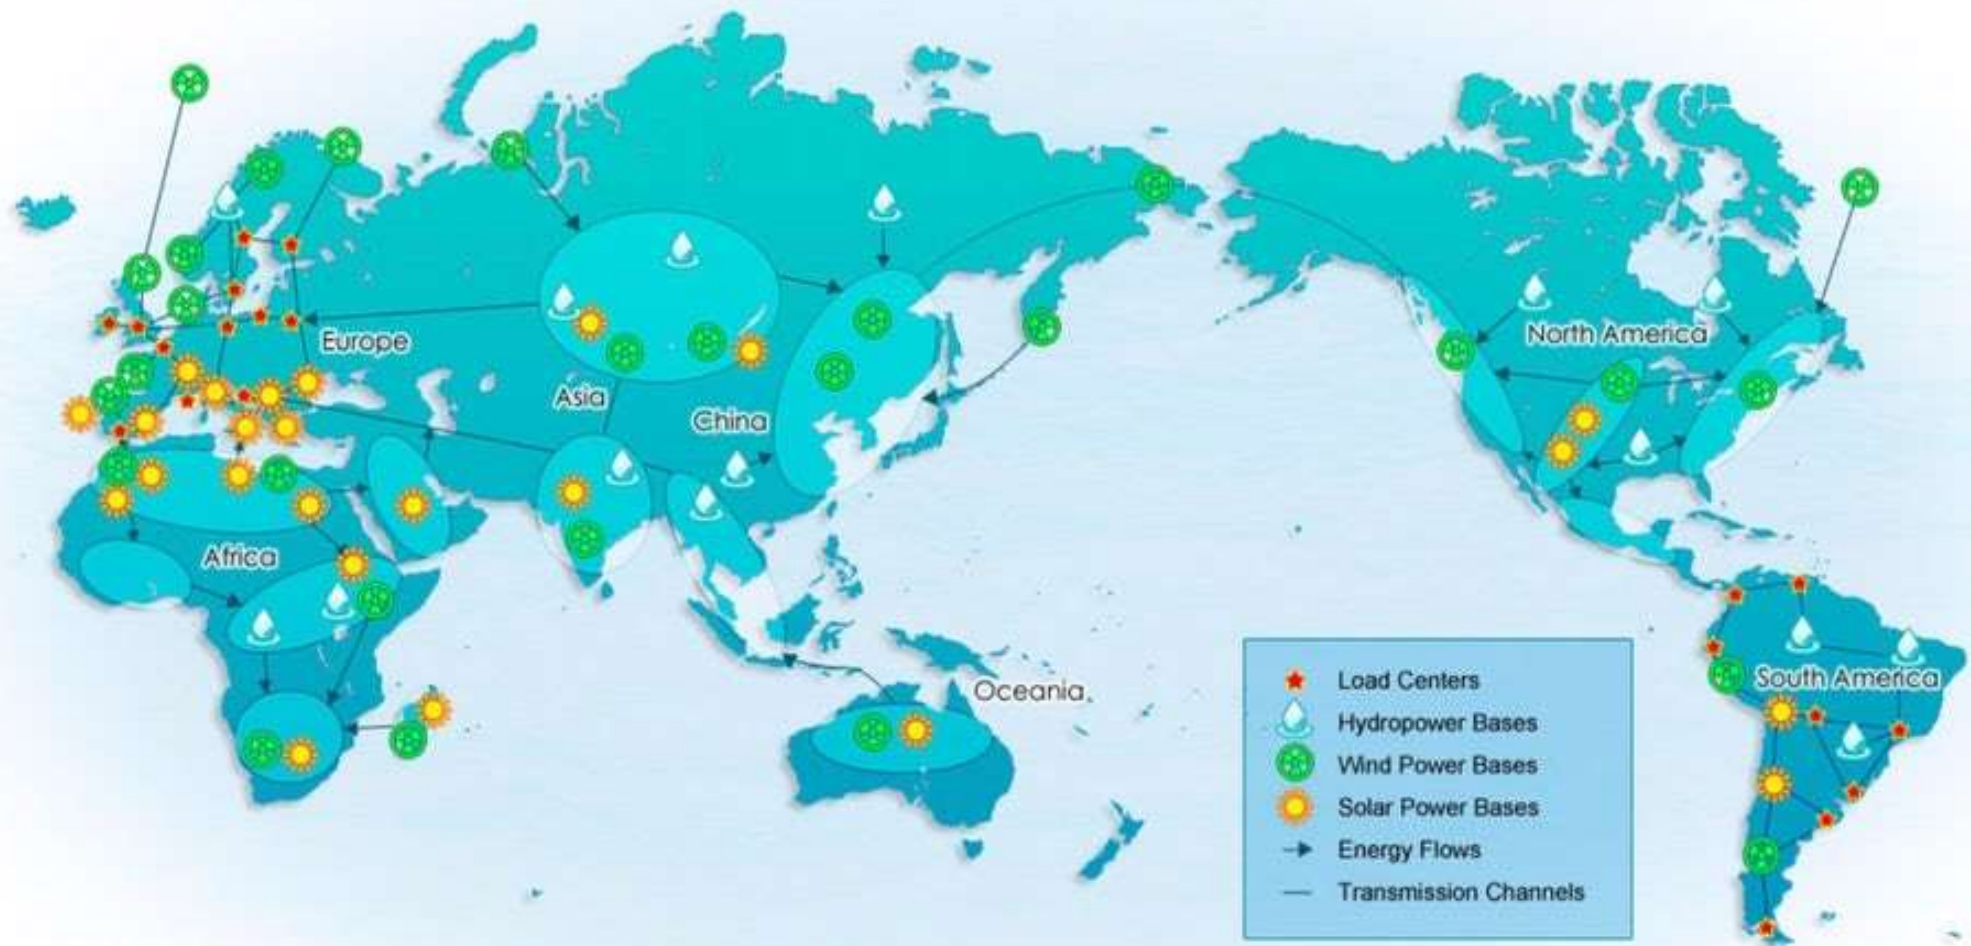 Europe
North America
Asia
China
Africa
Oceania
South America
Load Centers
Hydropower Bases
Wind Power Bases
Solar Power Bases
Energy Flows
Transmission Channels